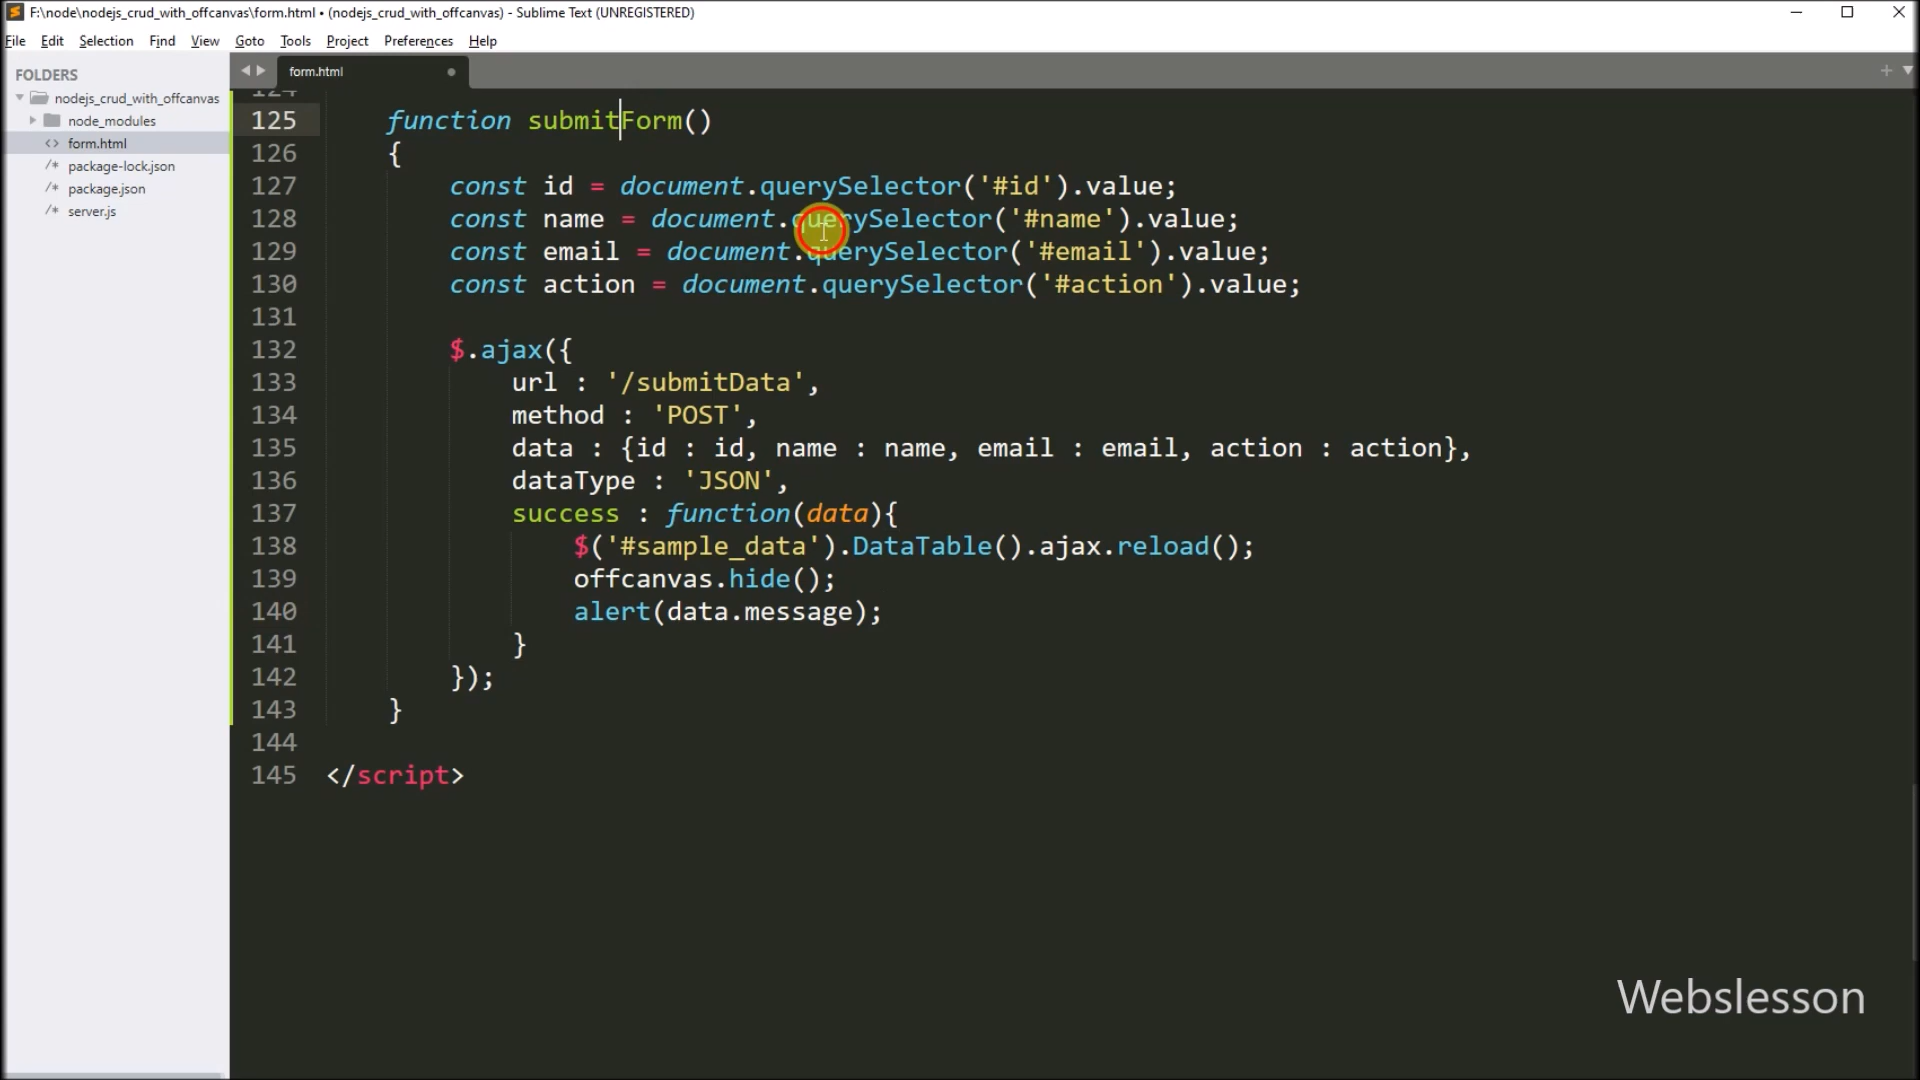 F:\node\nodejs_crud_with_offcanvas\form.html • (nodejs_crud_with_offcanvas) - Sublime Text (UNREGISTERED)
File Edit Selection Find View Goto Tools Project Preferences Help
FOLDERS
nodejs_crud_with_offcanvas
node_modules
<> form.html
/* package-lock.json
/* package.json
/* server.js
form.html
124
125 function submitForm()
126 {
127 const id = document.querySelector('#id').value;
128 const name = document.querySelector('#name').value;
129 const email = document.querySelector('#email').value;
130 const action = document.querySelector('#action').value;
131
132 $.ajax({
133 url : '/submitData',
134 method : 'POST',
135 data : {id : id, name : name, email : email, action : action},
136 dataType : 'JSON',
137 success : function(data){
138 $('#sample_data').DataTable().ajax.reload();
139 offcanvas.hide();
140 alert(data.message);
141 }
142 });
143 }
144
145 </script>
Webslesson